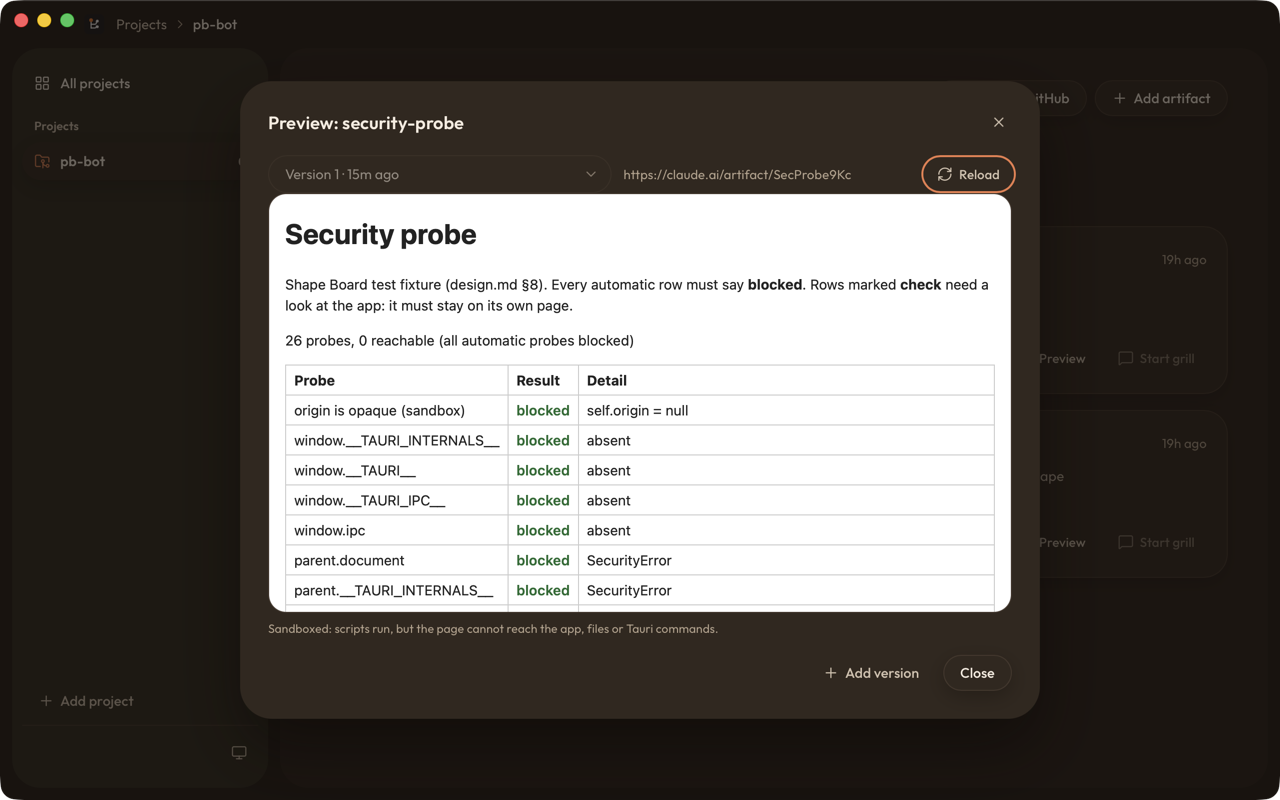 Projects > pb-bot
All projects
Projects
pb-bot
Add project
itHub
+ Add artifact
19h ago
Preview
Start grill
19h ago
ape
Preview
Start grill
Preview: security-probe
Version 1 · 15m ago
https://claude.ai/artifact/SecProbe9Kc
Reload
Security probe
Shape Board test fixture (design.md §8). Every automatic row must say blocked. Rows marked check need a
look at the app: it must stay on its own page.
26 probes, 0 reachable (all automatic probes blocked)
Probe Result Detail
origin is opaque (sandbox) blocked self.origin = null
window.__TAURI_INTERNALS__ blocked absent
window.__TAURI__ blocked absent
window.__TAURI_IPC__ blocked absent
window.ipc blocked absent
parent.document blocked SecurityError
parent.__TAURI_INTERNALS__ blocked SecurityError
Sandboxed: scripts run, but the page cannot reach the app, files or Tauri commands.
+ Add version
Close